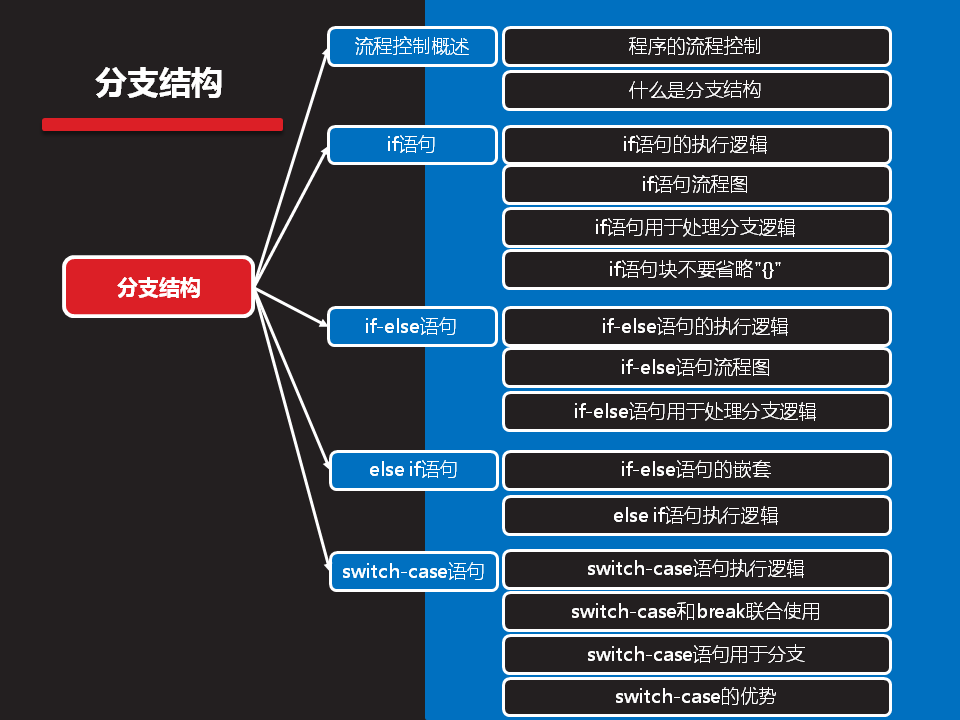 分支结构
分支结构
流程控制概述
程序的流程控制
什么是分支结构
if语句
if语句的执行逻辑
if语句流程图
if语句用于处理分支逻辑
if语句块不要省略"{}"
if-else语句
if-else语句的执行逻辑
if-else语句流程图
if-else语句用于处理分支逻辑
else if语句
if-else语句的嵌套
else if语句执行逻辑
switch-case语句
switch-case语句执行逻辑
switch-case和break联合使用
switch-case语句用于分支
switch-case的优势